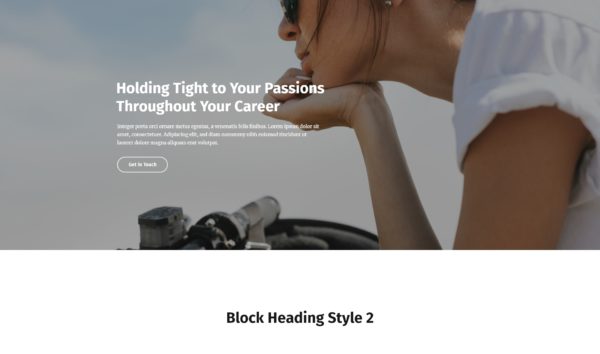 Holding Tight to Your Passions
Throughout Your Career
Integer porta orci ornare metus egestas, a venenatis felis finibus. Lorem ipsum dolor sit
amet, consectetuer. Adipiscing elit, sed diam nonummy nibh euismod tincidunt ut
laoreet dolore magna aliquam erat volutpat.
Get In Touch
Block Heading Style 2